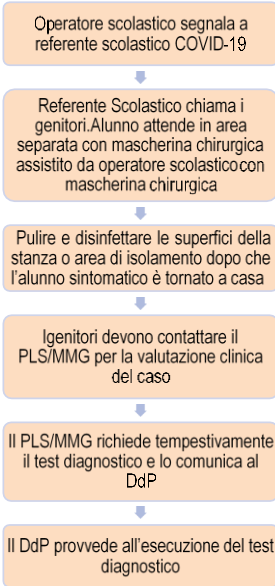 Operatore scolastico segnala a
referente scolastico COVID-19
Referente Scolastico chiama i
genitori.Alunno attende in area
separata con mascherina chirurgica
assistito da operatore scolasticocon
mascherina chirurgica
Pulire e disinfettare le superfici della
stanza o area di isolamento dopo che
l'alunno sintomatico è tornato a casa
Igenitori devono contattare il
PLS/MMG per la valutazione clinica
del caso
Il PLS/MMG richiede tempestivamente
il test diagnostico e lo comunica al
DdP
Il DdP provvede all'esecuzione del test
diagnostico